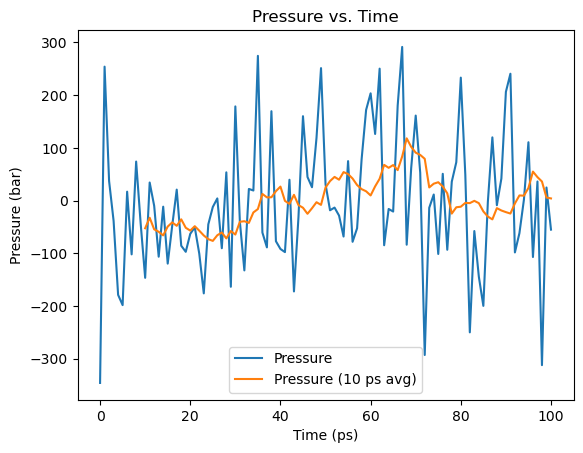 Pressure vs. Time
Pressure (bar)
300
200
100
0
−100
−200
−300
0
20
40
60
80
100
Time (ps)
Pressure
Pressure (10 ps avg)